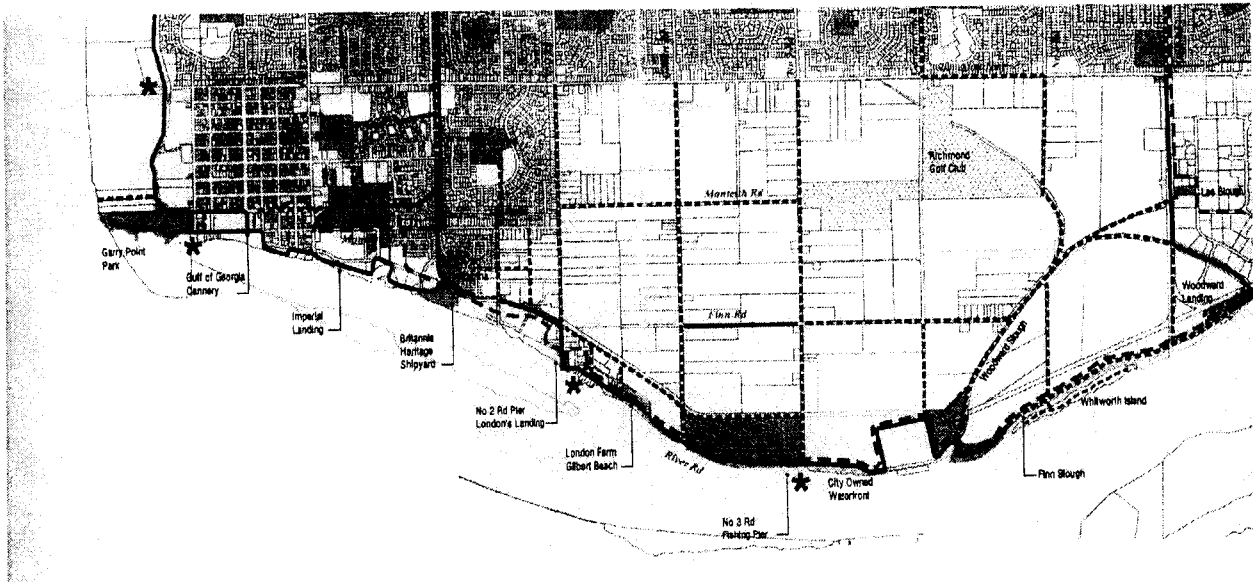 Garry Point
Park
Gulf of Georgia
Cannery
Imperial
Landing
Britannia
Heritage
Shipyard
No 2 Rd Pier
London's Landing
London Farm
Gilbert Beach
River Rd
No 3 Rd
Fishing Pier
City Owned
Waterfront
Finn Slough
Whitworth Island
Woodward
Landing
Woodward Slough
Finn Rd
Monteith Rd
Richmond
Golf Club
Lee Slough